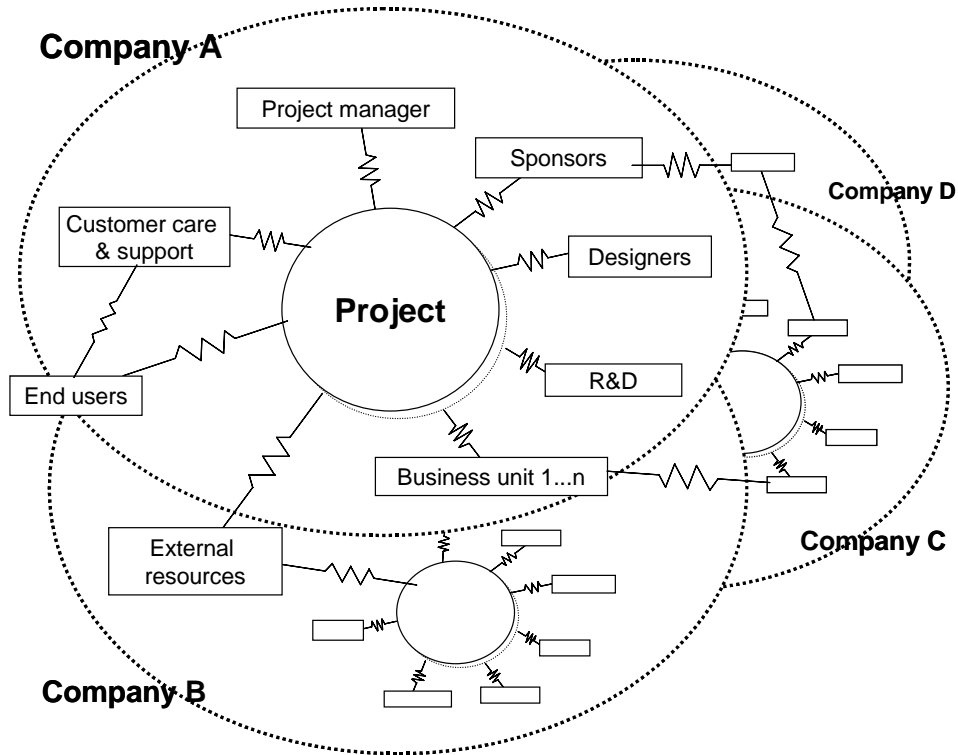 Company A
Project manager
Sponsors
Company D
Customer care
& support
Designers
Project
R&D
End users
Business unit 1...n
External
resources
Company C
Company B